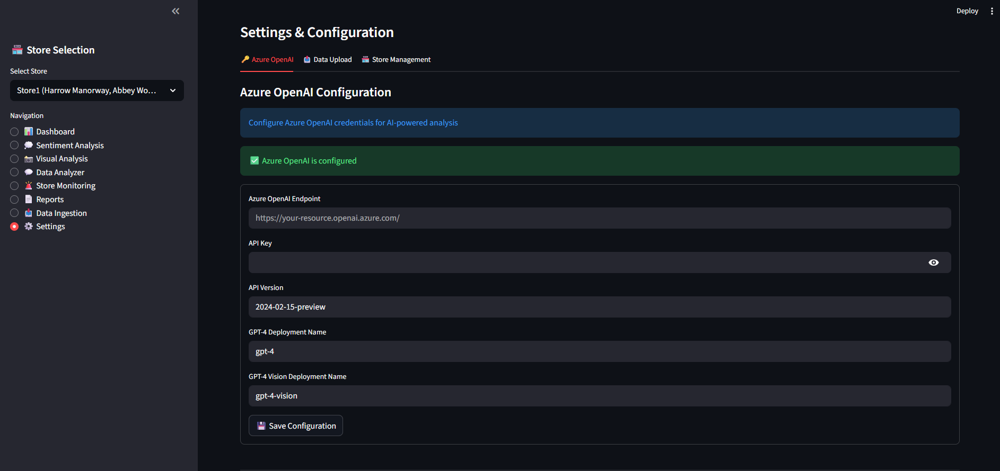 Deploy
Store Selection
Select Store
Store1 (Harrow Manorway, Abbey Wo...
Navigation
Dashboard
Sentiment Analysis
Visual Analysis
Data Analyzer
Store Monitoring
Reports
Data Ingestion
Settings
Settings & Configuration
Azure OpenAI Data Upload Store Management
Azure OpenAI Configuration
Configure Azure OpenAI credentials for AI-powered analysis
✅ Azure OpenAI is configured
Azure OpenAI Endpoint
https://your-resource.openai.azure.com/
API Key
API Version
2024-02-15-preview
GPT-4 Deployment Name
gpt-4
GPT-4 Vision Deployment Name
gpt-4-vision
Save Configuration